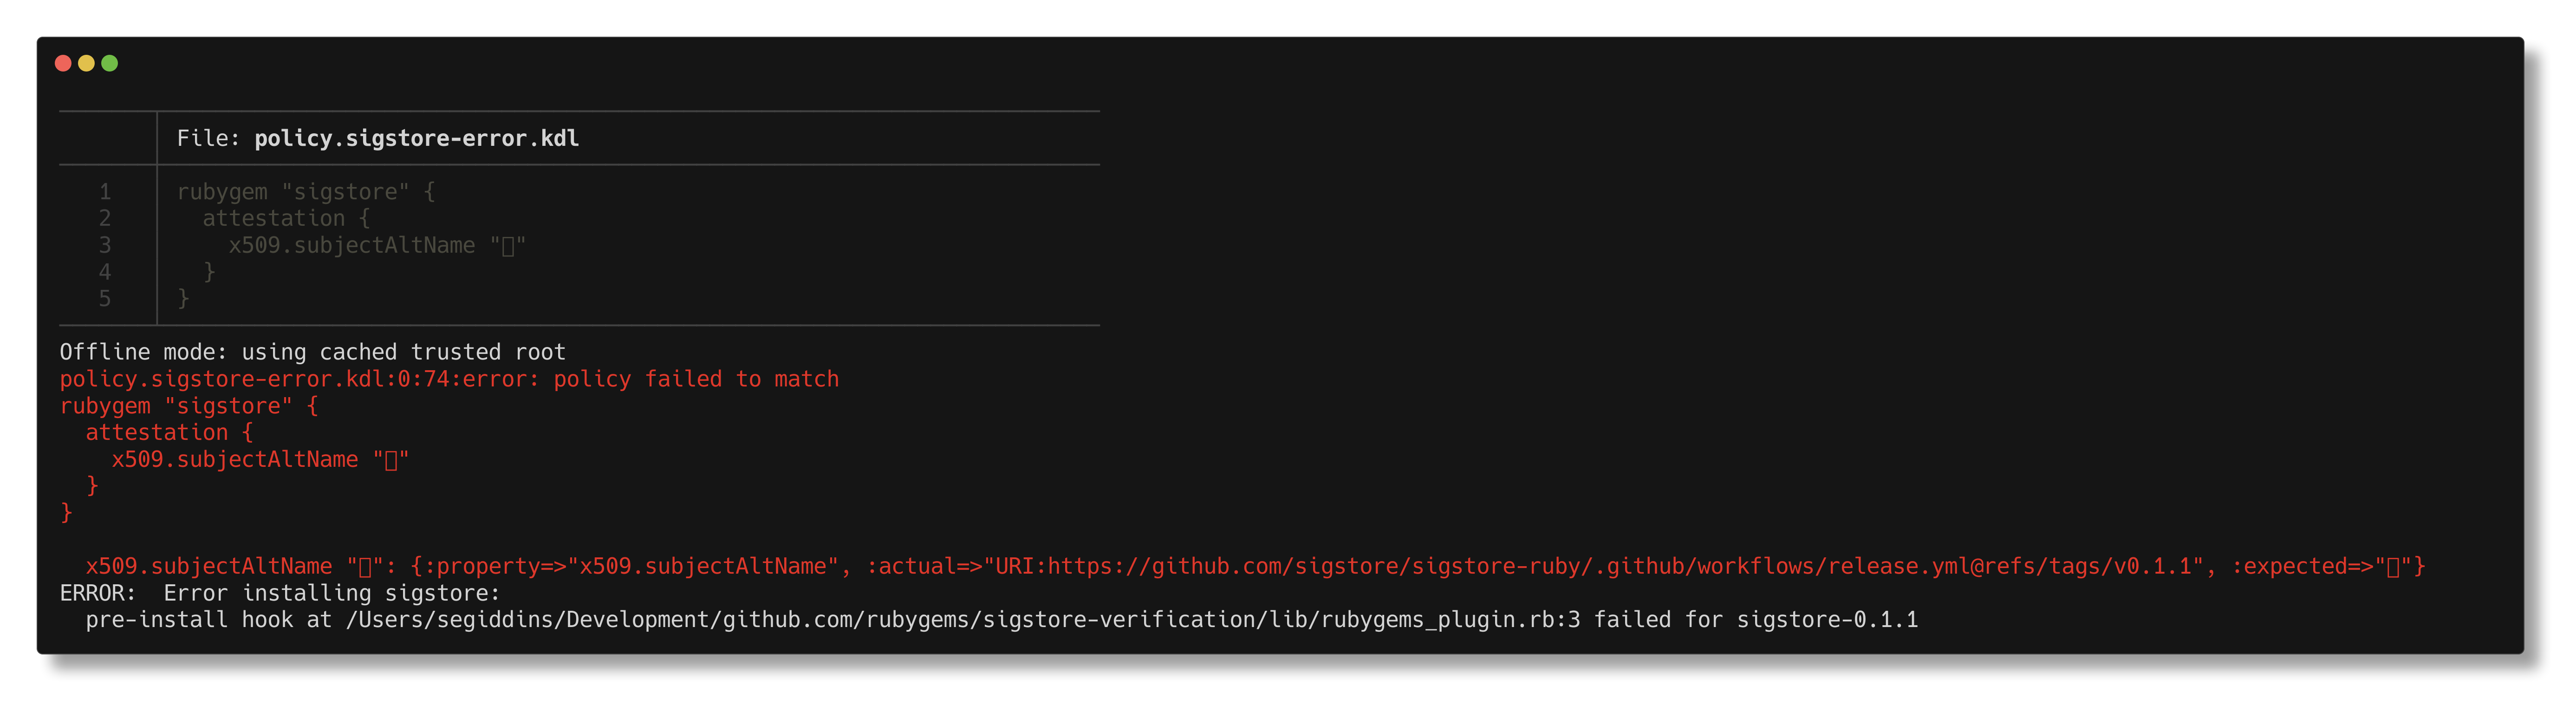 File: policy.sigstore-error.kdl
1 rubygem "sigstore" {
2   attestation {
3     x509.subjectAltName "▯"
4   }
5 }
Offline mode: using cached trusted root
policy.sigstore-error.kdl:0:74:error: policy failed to match
rubygem "sigstore" {
  attestation {
    x509.subjectAltName "▯"
  }
}
  x509.subjectAltName "▯": {:property=>"x509.subjectAltName", :actual=>"URI:https://github.com/sigstore/sigstore-ruby/.github/workflows/release.yml@refs/tags/v0.1.1", :expected=>"▯"}
ERROR:  Error installing sigstore:
  pre-install hook at /Users/segiddins/Development/github.com/rubygems/sigstore-verification/lib/rubygems_plugin.rb:3 failed for sigstore-0.1.1